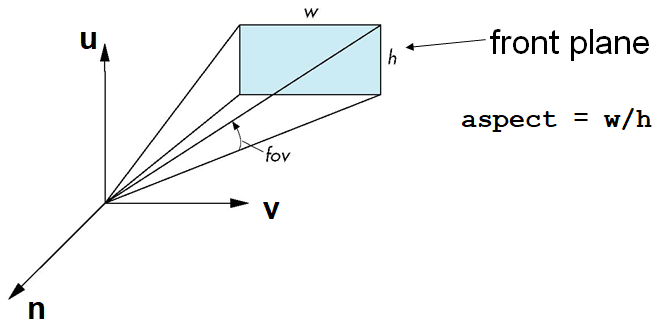 w
u
h
front plane
aspect = w/h
fov
v
n